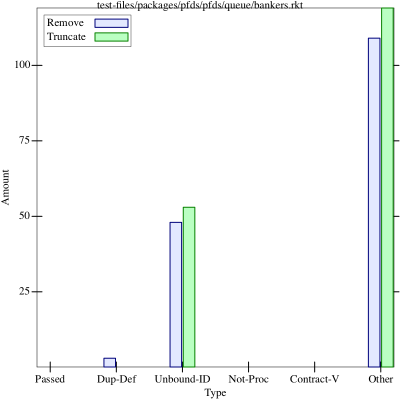 test-files/packages/pfds/pfds/queue/bankers.rkt
Remove
Truncate
100
75
50
25
Amount
Passed Dup-Def Unbound-ID Not-Proc Contract-V Other
Type